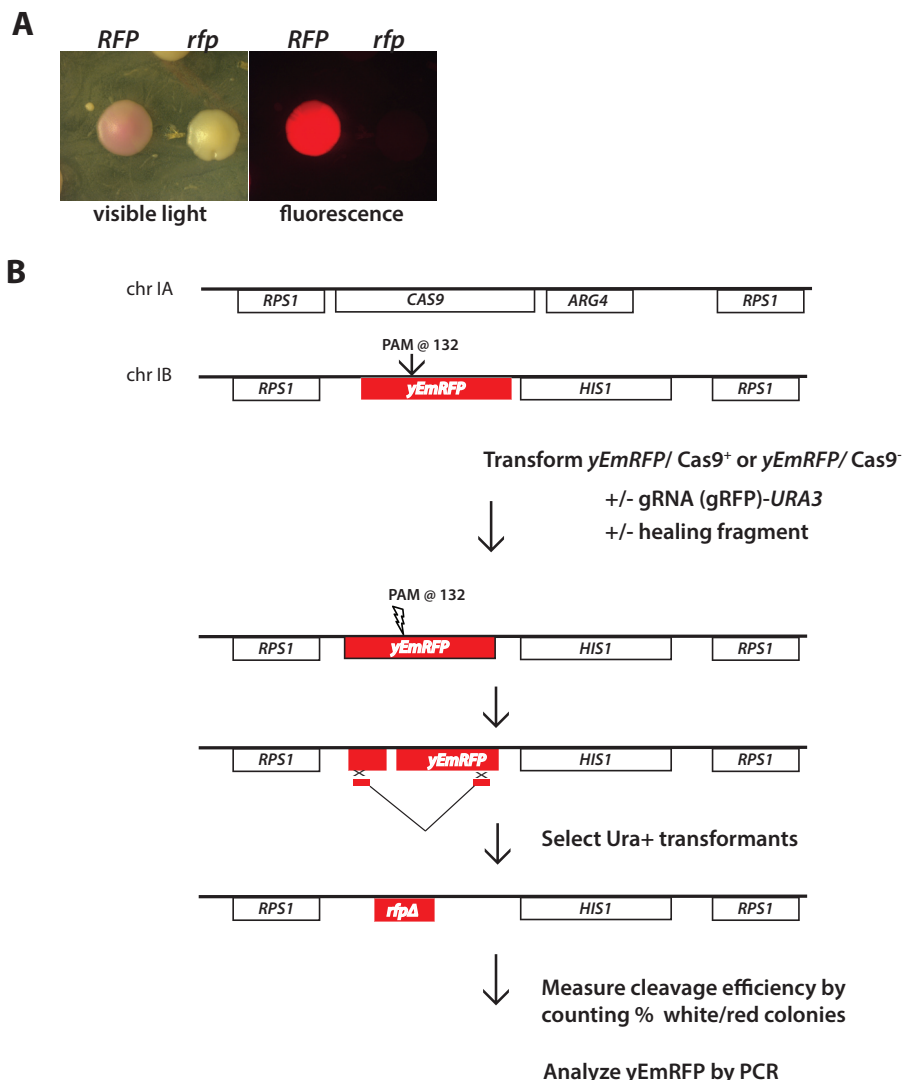 A
RFP rfp RFP rfp
visible light fluorescence
B
chr IA
RPS1 CAS9 ARG4 RPS1
PAM @ 132
chr IB
RPS1 yEmRFP HIS1 RPS1
Transform yEmRFP/ Cas9⁺ or yEmRFP/ Cas9⁻
+/- gRNA (gRFP)-URA3
+/- healing fragment
PAM @ 132
RPS1 yEmRFP HIS1 RPS1
RPS1 yEmRFP HIS1 RPS1
Select Ura+ transformants
RPS1 rfpΔ HIS1 RPS1
Measure cleavage efficiency by
counting % white/red colonies
Analyze yEmRFP by PCR